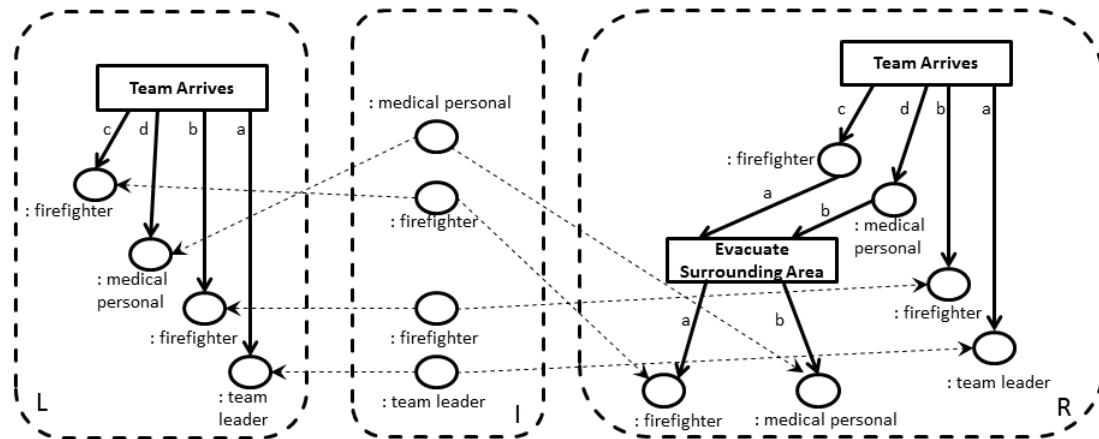 Team Arrives
c
d
b
a
: firefighter
: medical
personal
: firefighter
: team
leader
L
: medical personal
: firefighter
: firefighter
: team leader
I
Team Arrives
c
d
b
a
: firefighter
a
b
: medical
personal
Evacuate
Surrounding Area
a
b
: firefighter
: team leader
: firefighter
: medical personal
R